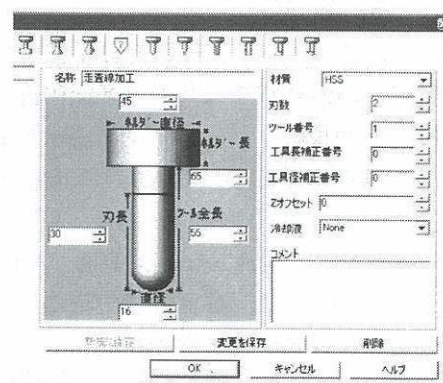 名称 走査線加工
45
ホルダー直径
ホルダー長
65
刃長
ツール全長
30
55
直径
16
材質 HSS
刃数 2
ツール番号 1
工具長補正番号 0
工具径補正番号 0
Zオフセット 0
冷却液 None
コメント
変更を保存
削除
OK
キャンセル
ヘルプ